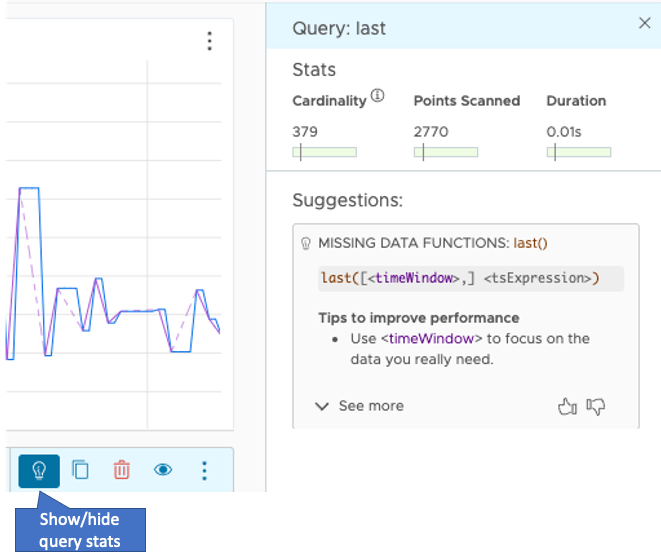 Query: last
Stats
Cardinality Points Scanned Duration
379 2770 0.01s
Suggestions:
MISSING DATA FUNCTIONS: last()
last([<timeWindow>,] <tsExpression>)
Tips to improve performance
• Use <timeWindow> to focus on the
data you really need.
See more
Show/hide
query stats